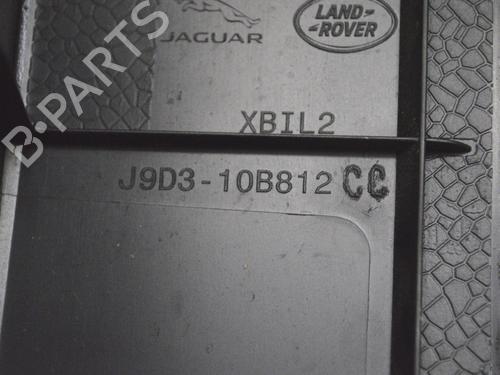 JAGUAR
LAND-
ROVER
B-PARTS
XBIL2
J9D3-10B812 CC